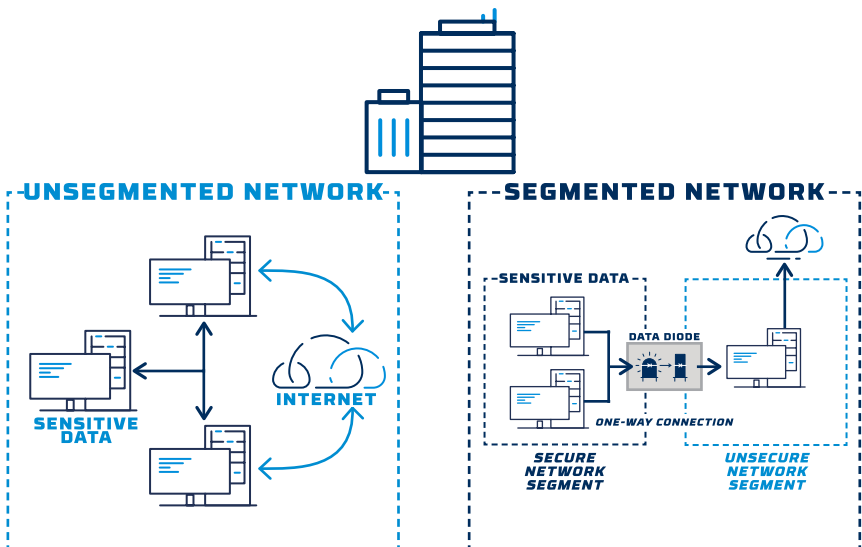 UNSEGMENTED NETWORK
INTERNET
SENSITIVE
DATA
SEGMENTED NETWORK
SENSITIVE DATA
DATA DIODE
ONE-WAY CONNECTION
SECURE
NETWORK
SEGMENT
UNSECURE
NETWORK
SEGMENT